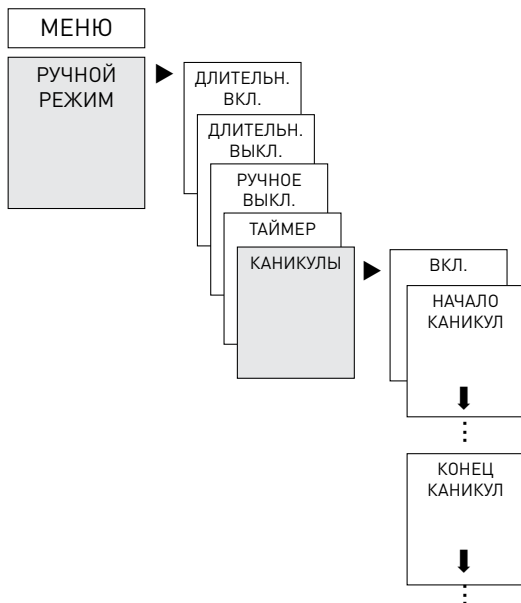 МЕНЮ
РУЧНОЙ
РЕЖИМ
ДЛИТЕЛЬН.
ВКЛ.
ДЛИТЕЛЬН.
ВЫКЛ.
РУЧНОЕ
ВЫКЛ.
ТАЙМЕР
КАНИКУЛЫ
ВКЛ.
НАЧАЛО
КАНИКУЛ
КОНЕЦ
КАНИКУЛ